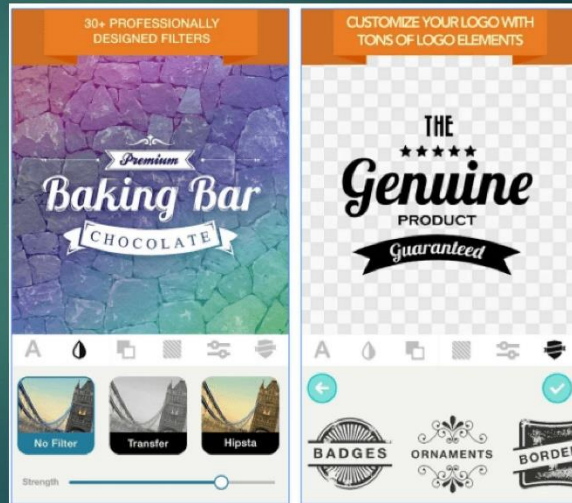 30+ PROFESSIONALLY
DESIGNED FILTERS
Premium
Baking Bar
CHOCOLATE
A
No Filter
Transfer
Hipsta
Strength
CUSTOMIZE YOUR LOGO WITH
TONS OF LOGO ELEMENTS
THE
Genuine
PRODUCT
Guaranteed
A
BADGES
ORNAMENTS
BORDER